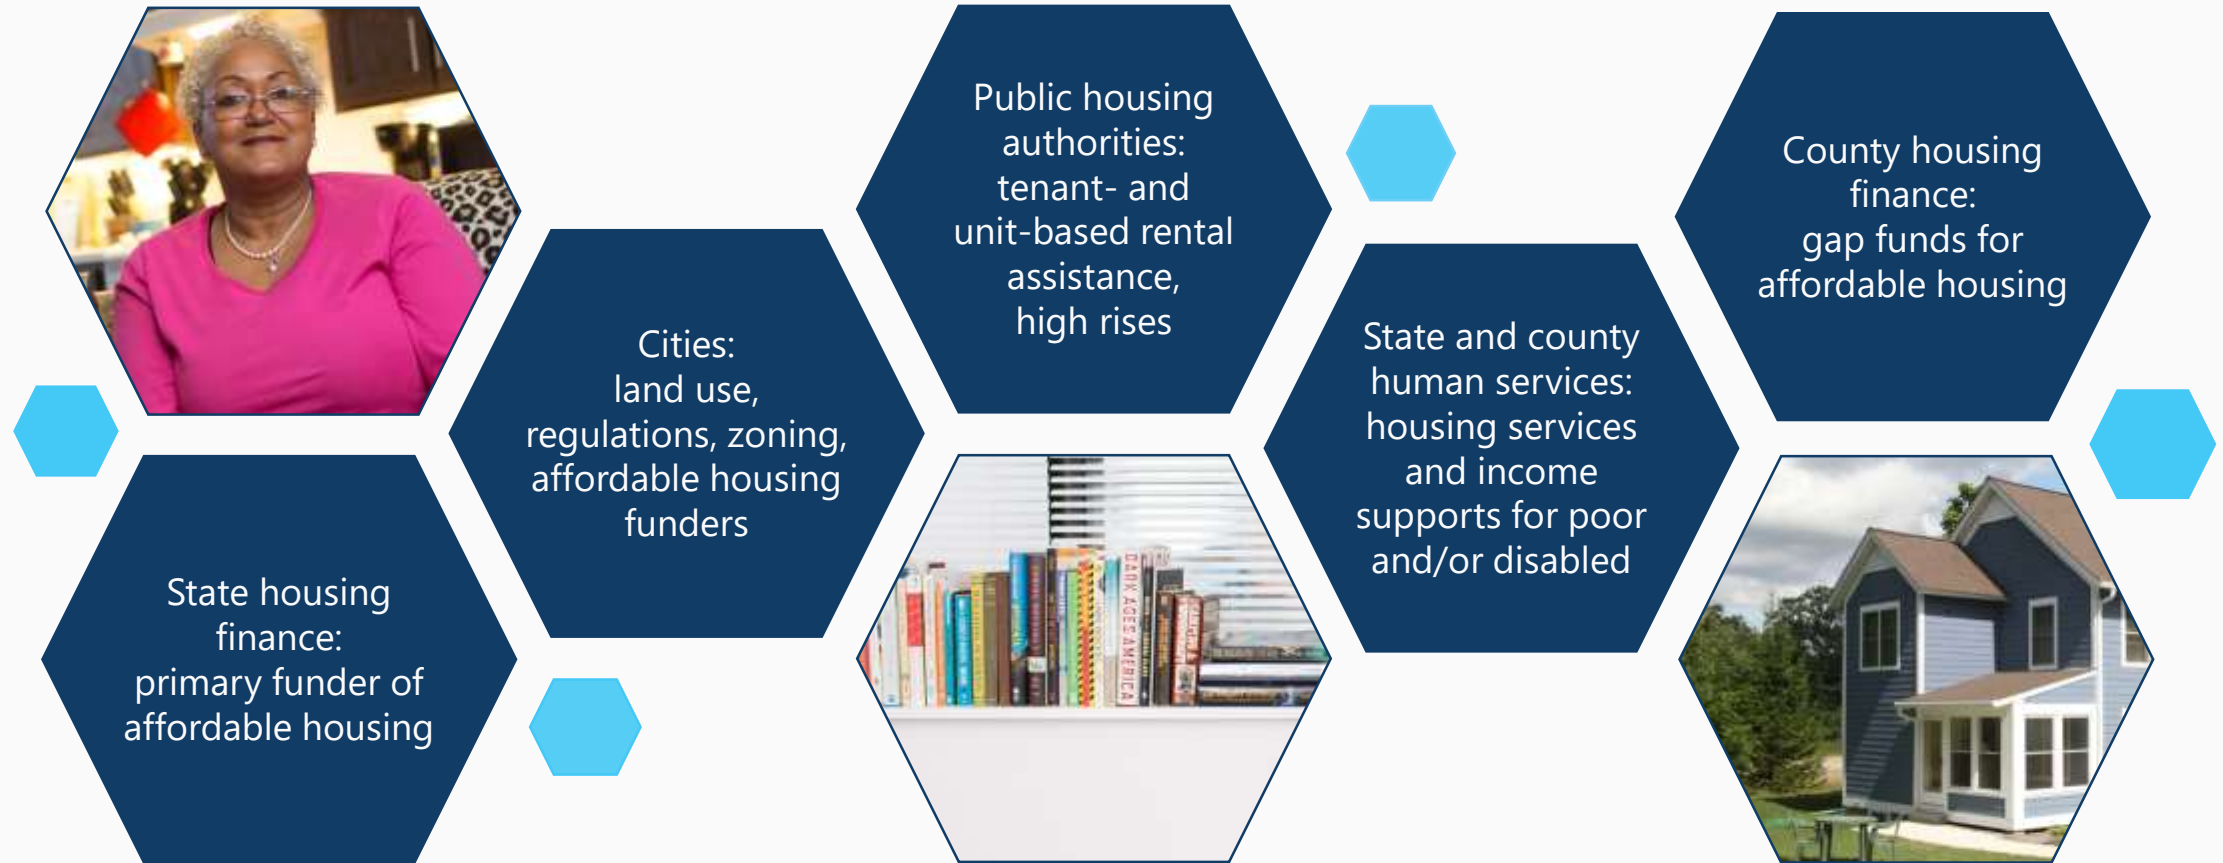 Public housing
authorities:
tenant- and
unit-based rental
assistance,
high rises
County housing
finance:
gap funds for
affordable housing
Cities:
land use,
regulations, zoning,
affordable housing
funders
State and county
human services:
housing services
and income
supports for poor
and/or disabled
State housing
finance:
primary funder of
affordable housing
DARK AGES AMERICA